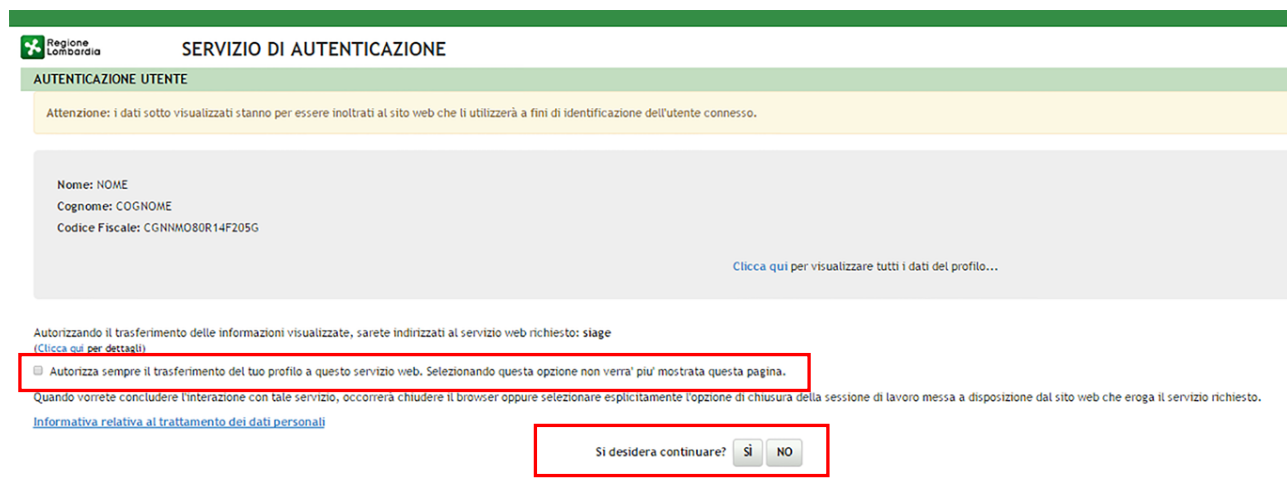 Regione
Lombardia
SERVIZIO DI AUTENTICAZIONE
AUTENTICAZIONE UTENTE
Attenzione: i dati sotto visualizzati stanno per essere inoltrati al sito web che li utilizzerà a fini di identificazione dell'utente connesso.
Nome: NOME
Cognome: COGNOME
Codice Fiscale: CGNNMO80R14F205G
Clicca qui per visualizzare tutti i dati del profilo...
Autorizzando il trasferimento delle informazioni visualizzate, sarete indirizzati al servizio web richiesto: siage
(Clicca qui per dettagli)
Autorizza sempre il trasferimento del tuo profilo a questo servizio web. Selezionando questa opzione non verra' piu' mostrata questa pagina.
Quando vorrete concludere l'interazione con tale servizio, occorrerà chiudere il browser oppure selezionare esplicitamente l'opzione di chiusura della sessione di lavoro messa a disposizione dal sito web che eroga il servizio richiesto.
Informativa relativa al trattamento dei dati personali
Si desidera continuare? SÌ NO